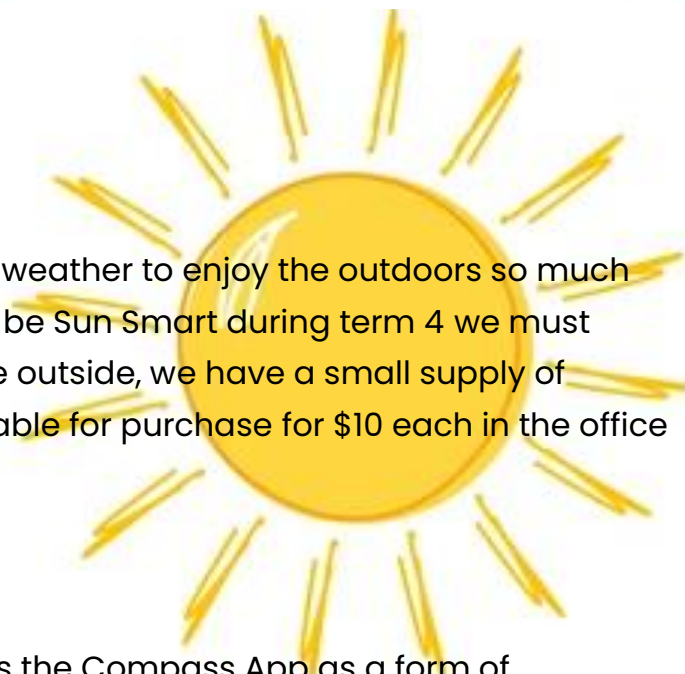 weather to enjoy the outdoors so much
be Sun Smart during term 4 we must
outside, we have a small supply of
for purchase for $10 each in the office
the Compass App as a form of